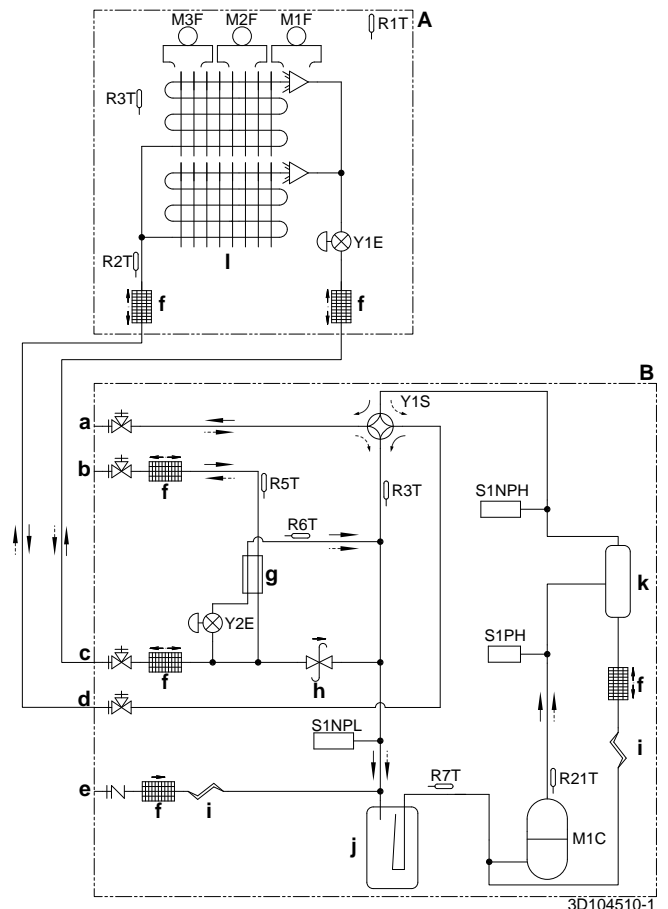 M3F M2F M1F R1T A
R3T
Y1E
R2T
l
f f
B
a Y1S
b
f R5T R3T S1NPH
R6T
g k
Y2E
c S1PH
f h f
d
S1NPL i
e R7T R21T
f i
j M1C
3D104510-1